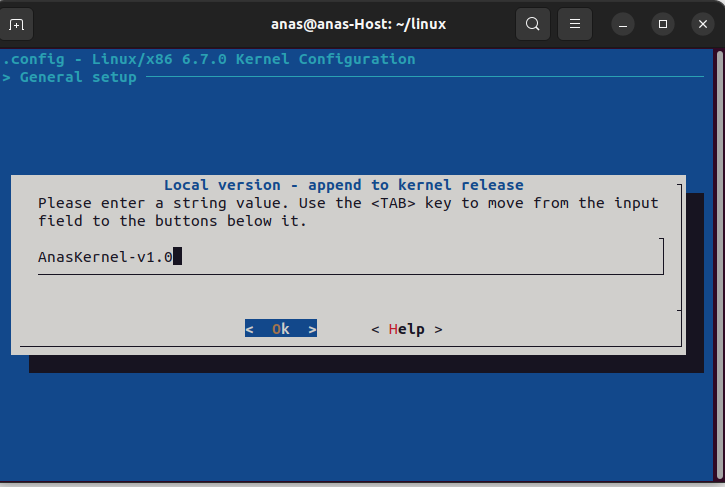 anas@anas-Host: ~/linux
.config - Linux/x86 6.7.0 Kernel Configuration
> General setup
Local version - append to kernel release
Please enter a string value. Use the <TAB> key to move from the input
field to the buttons below it.
AnasKernel-v1.0
<  Ok  > < Help >